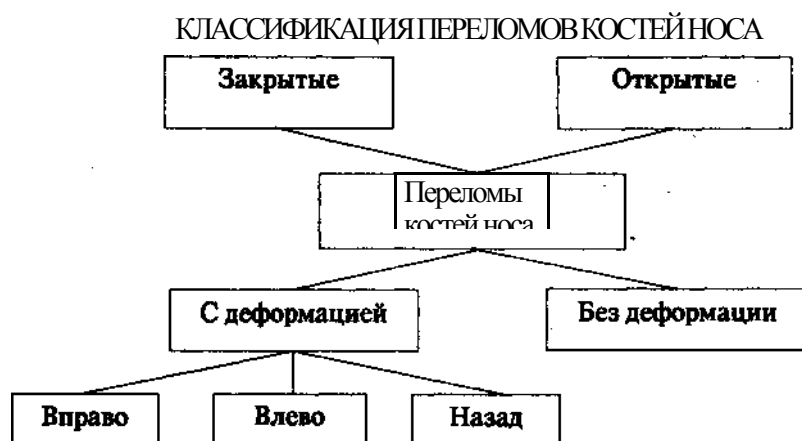 КЛАССИФИКАЦИЯ ПЕРЕЛОМОВ КОСТЕЙ НОСА
Закрытые
Открытые
Переломы
костей носа
С деформацией
Без деформации
Вправо
Влево
Назад